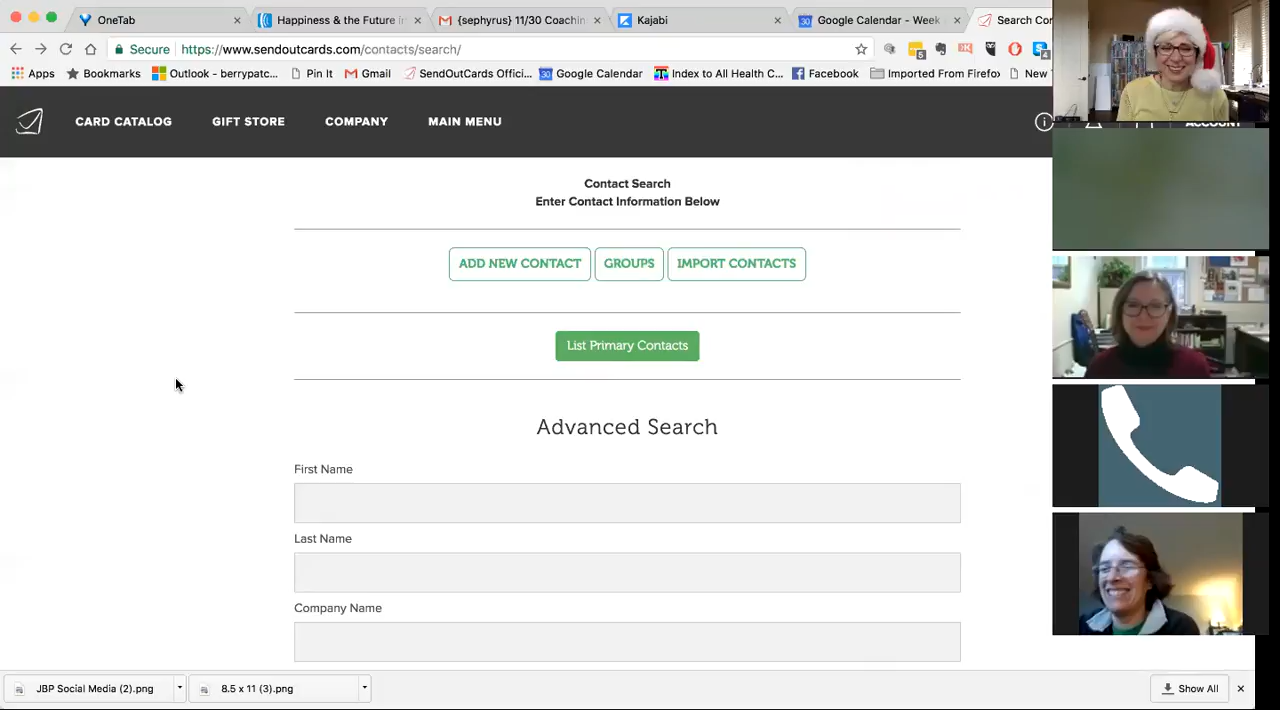 OneTab
Happiness & the Future in
{sephyrus} 11/30 Coachin
Kajabi
Google Calendar - Week
Search Con
Secure https://www.sendoutcards.com/contacts/search/
5
4
Apps Bookmarks Outlook - berrypatc... Pin It Gmail SendOutCards Offici... Google Calendar Index to All Health C... Facebook Imported From Firefox New
CARD CATALOG GIFT STORE COMPANY MAIN MENU
Contact Search
Enter Contact Information Below
ADD NEW CONTACT GROUPS IMPORT CONTACTS
List Primary Contacts
Advanced Search
First Name
Last Name
Company Name
JBP Social Media (2).png 8.5 x 11 (3).png Show All